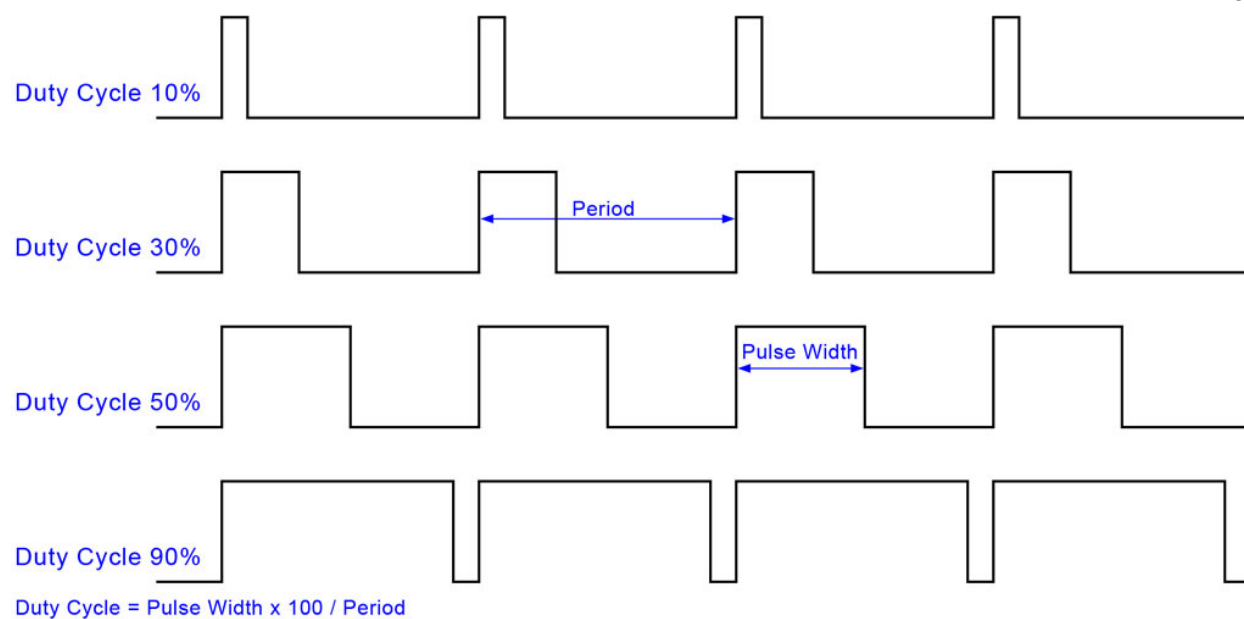 Duty Cycle 10%
Period
Duty Cycle 30%
Pulse Width
Duty Cycle 50%
Duty Cycle 90%
Duty Cycle = Pulse Width x 100 / Period